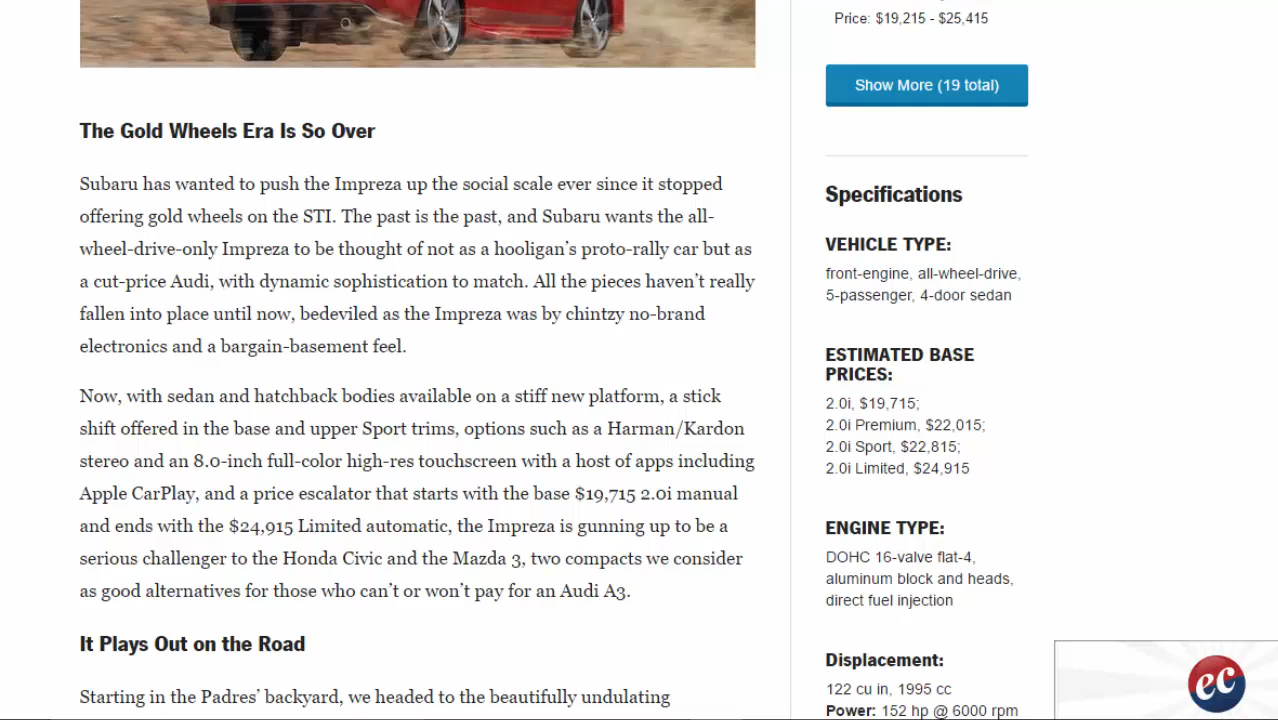 The Gold Wheels Era Is So Over
Subaru has wanted to push the Impreza up the social scale ever since it stopped
offering gold wheels on the STI. The past is the past, and Subaru wants the all-
wheel-drive-only Impreza to be thought of not as a hooligan’s proto-rally car but as
a cut-price Audi, with dynamic sophistication to match. All the pieces haven’t really
fallen into place until now, bedeviled as the Impreza was by chintzy no-brand
electronics and a bargain-basement feel.
Now, with sedan and hatchback bodies available on a stiff new platform, a stick
shift offered in the base and upper Sport trims, options such as a Harman/Kardon
stereo and an 8.0-inch full-color high-res touchscreen with a host of apps including
Apple CarPlay, and a price escalator that starts with the base $19,715 2.0i manual
and ends with the $24,915 Limited automatic, the Impreza is gunning up to be a
serious challenger to the Honda Civic and the Mazda 3, two compacts we consider
as good alternatives for those who can’t or won’t pay for an Audi A3.
It Plays Out on the Road
Starting in the Padres’ backyard, we headed to the beautifully undulating
Price: $19,215 - $25,415
Show More (19 total)
Specifications
VEHICLE TYPE:
front-engine, all-wheel-drive,
5-passenger, 4-door sedan
ESTIMATED BASE
PRICES:
2.0i, $19,715;
2.0i Premium, $22,015;
2.0i Sport, $22,815;
2.0i Limited, $24,915
ENGINE TYPE:
DOHC 16-valve flat-4,
aluminum block and heads,
direct fuel injection
Displacement:
122 cu in, 1995 cc
Power: 152 hp @ 6000 rpm
ec